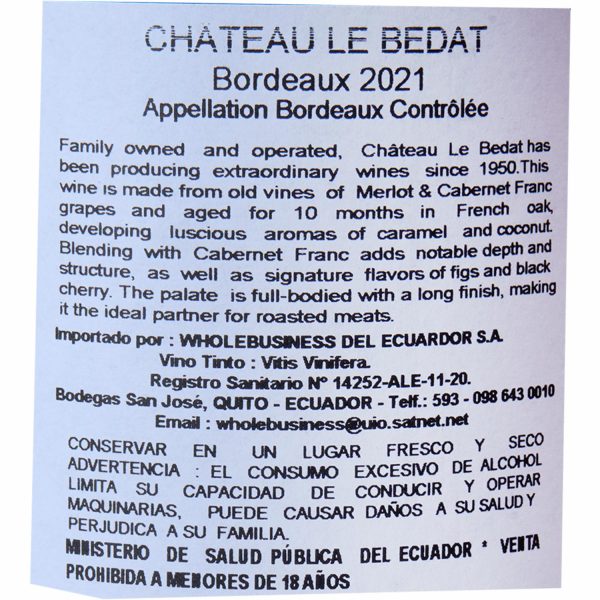 CHÂTEAU LE BEDAT
Bordeaux 2021
Appellation Bordeaux Contrôlée
Family owned and operated, Château Le Bedat has
been producing extraordinary wines since 1950.This
wine is made from old vines of Merlot & Cabernet Franc
grapes and aged for 10 months in French oak,
developing luscious aromas of caramel and coconut.
Blending with Cabernet Franc adds notable depth and
structure, as well as signature flavors of figs and black
cherry. The palate is full-bodied with a long finish, making
it the ideal partner for roasted meats.
Importado por : WHOLEBUSINESS DEL ECUARDOR S.A.
Vino Tinto : Vitis Vinifera.
Registro Sanitario Nº 14252-ALE-11-20.
Bodegas San José, QUITO - ECUADOR - Telf.: 593 - 098 643 0010
Email : wholebusiness@uio.satnet.net
CONSERVAR EN UN LUGAR FRESCO Y SECO
ADVERTENCIA : EL CONSUMO EXCESIVO DE ALCOHOL
LIMITA SU CAPACIDAD DE CONDUCIR Y OPERAR
MAQUINARIAS, PUEDE CAUSAR DAÑOS A SU SALUD Y
PERJUDICA A SU FAMILIA.
MINISTERIO DE SALUD PÚBLICA DEL ECUADOR * VENTA
PROHIBIDA A MENORES DE 18 AÑOS